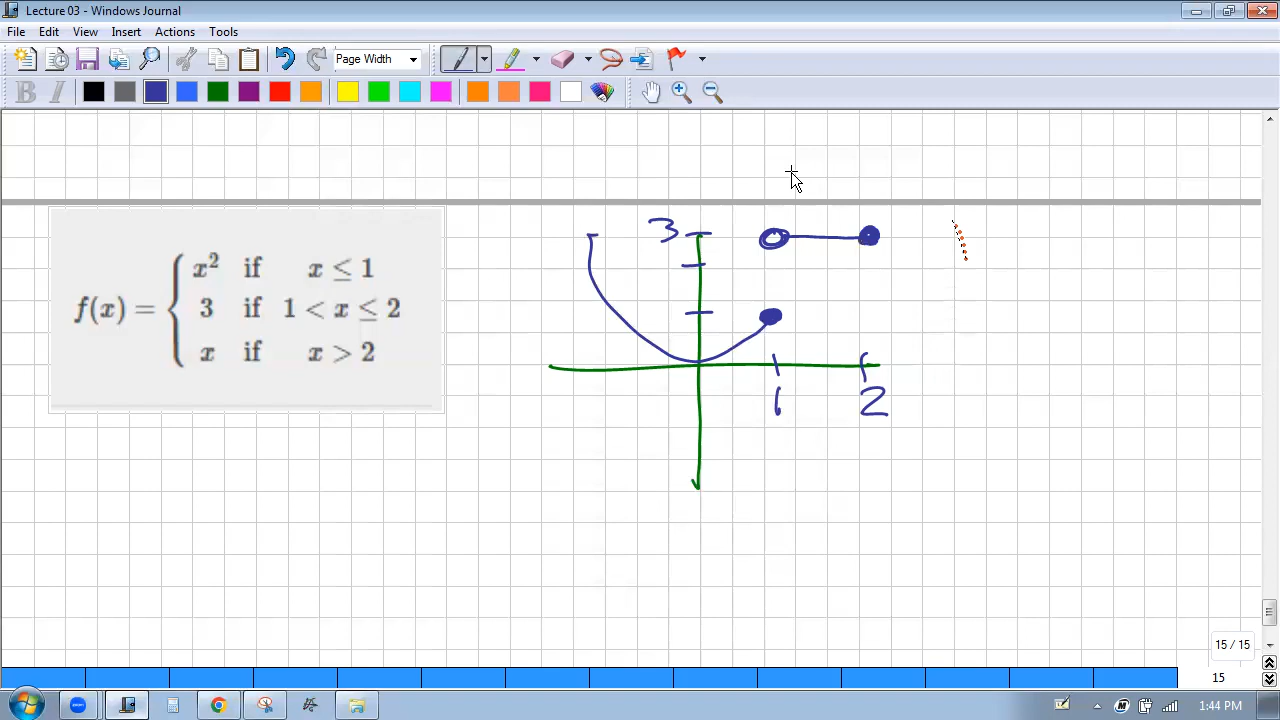 Lecture 03 - Windows Journal
File Edit View Insert Actions Tools
Page Width
B I
f(x) = { x² if x ≤ 1
3 if 1 < x ≤ 2
x if x > 2
3
1 2
15 / 15
15
1:44 PM